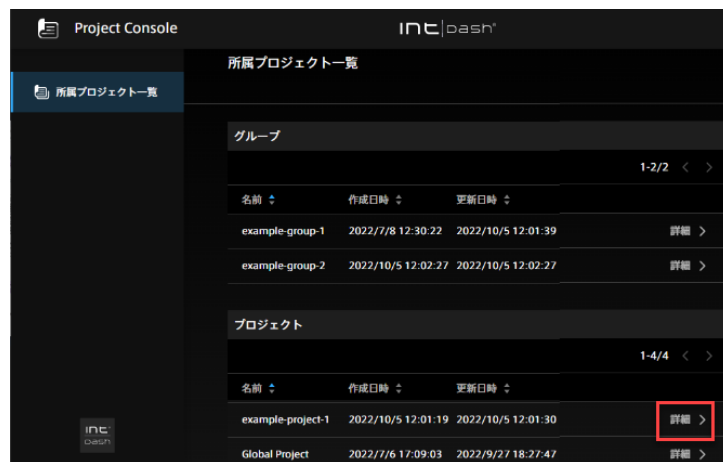 Project Console
int dash
所属プロジェクト一覧
所属プロジェクト一覧
グループ
1-2/2
名前 作成日時 更新日時
example-group-1 2022/7/8 12:30:22 2022/10/5 12:01:39 詳細
example-group-2 2022/10/5 12:02:27 2022/10/5 12:02:27 詳細
プロジェクト
1-4/4
名前 作成日時 更新日時
example-project-1 2022/10/5 12:01:19 2022/10/5 12:01:30 詳細
Global Project 2022/7/6 17:09:03 2022/9/27 18:27:47 詳細
int
dash